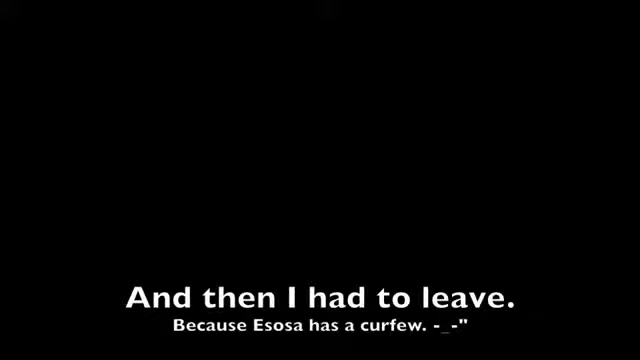 And then I had to leave.
Because Esosa has a curfew. -_-"